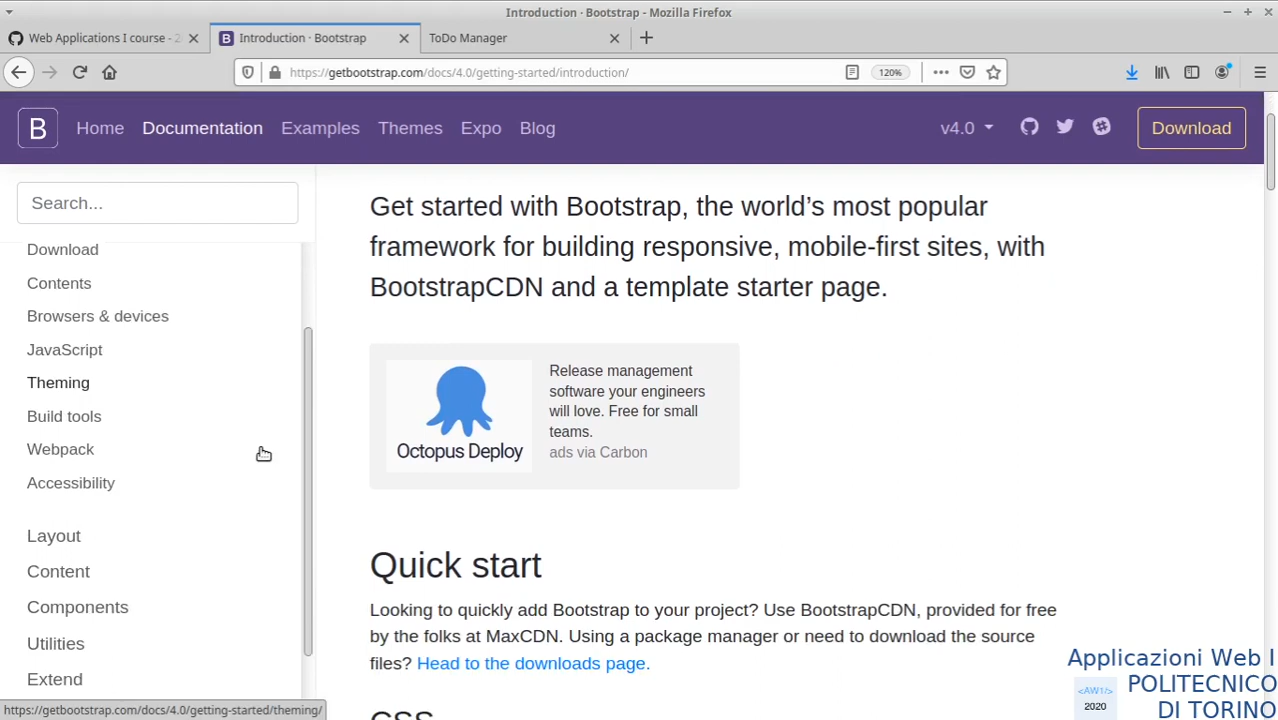 Introduction · Bootstrap - Mozilla Firefox
Web Applications I course - 2
Introduction · Bootstrap
ToDo Manager
https://getbootstrap.com/docs/4.0/getting-started/introduction/
120%
B
Home
Documentation
Examples
Themes
Expo
Blog
v4.0
Download
Search...
Download
Contents
Browsers & devices
JavaScript
Theming
Build tools
Webpack
Accessibility
Layout
Content
Components
Utilities
Extend
https://getbootstrap.com/docs/4.0/getting-started/theming/
Get started with Bootstrap, the world’s most popular
framework for building responsive, mobile-first sites, with
BootstrapCDN and a template starter page.
Octopus Deploy
Release management
software your engineers
will love. Free for small
teams.
ads via Carbon
Quick start
Looking to quickly add Bootstrap to your project? Use BootstrapCDN, provided for free
by the folks at MaxCDN. Using a package manager or need to download the source
files? Head to the downloads page.
CSS
Applicazioni Web I
POLITECNICO
DI TORINO
<AW1/>
2020